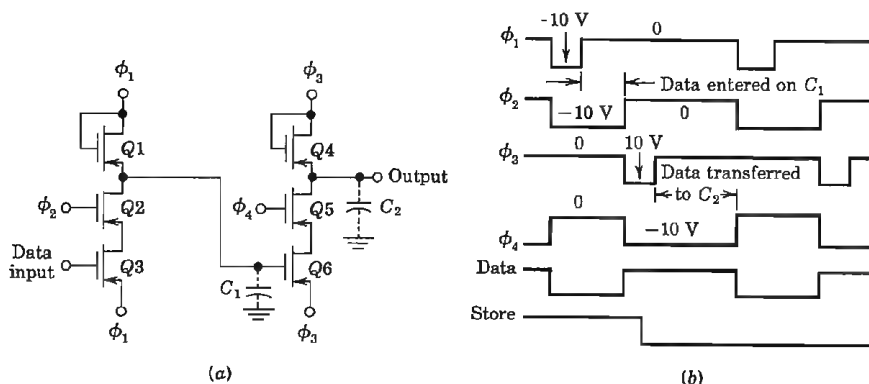 ϕ1
ϕ3
Q1
Q4
Output
ϕ2
Q2
ϕ4
Q5
C2
Data
input
Q3
C1
Q6
ϕ1
ϕ3
(a)
-10 V
0
ϕ1
Data entered on C1
ϕ2
-10 V
0
0
10 V
ϕ3
Data transferred
to C2
0
-10 V
ϕ4
Data
Store
(b)